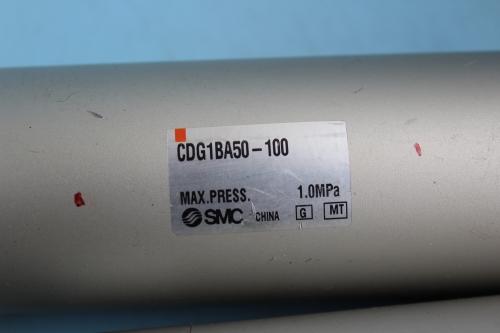 CDG1BA50-100
MAX.PRESS. 1.0MPa
SMC CHINA G MT